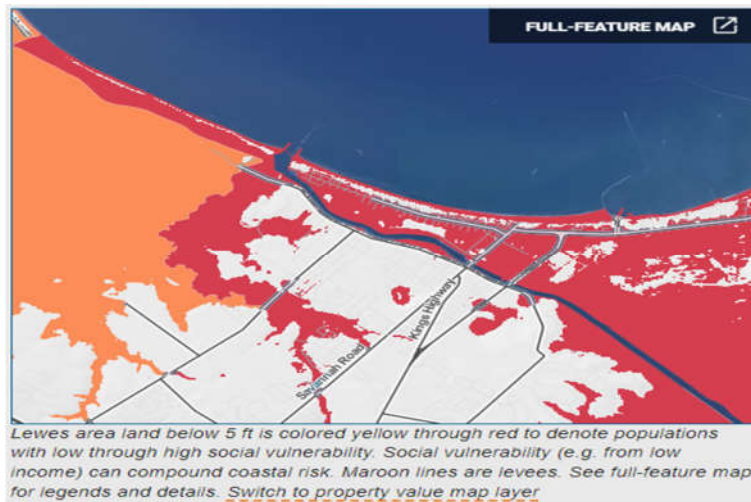 FULL-FEATURE MAP
Kings Highway
Savannah Road
Lewes area land below 5 ft is colored yellow through red to denote populations
with low through high social vulnerability. Social vulnerability (e.g. from low
income) can compound coastal risk. Maroon lines are levees. See full-feature map
for legends and details. Switch to property value map layer